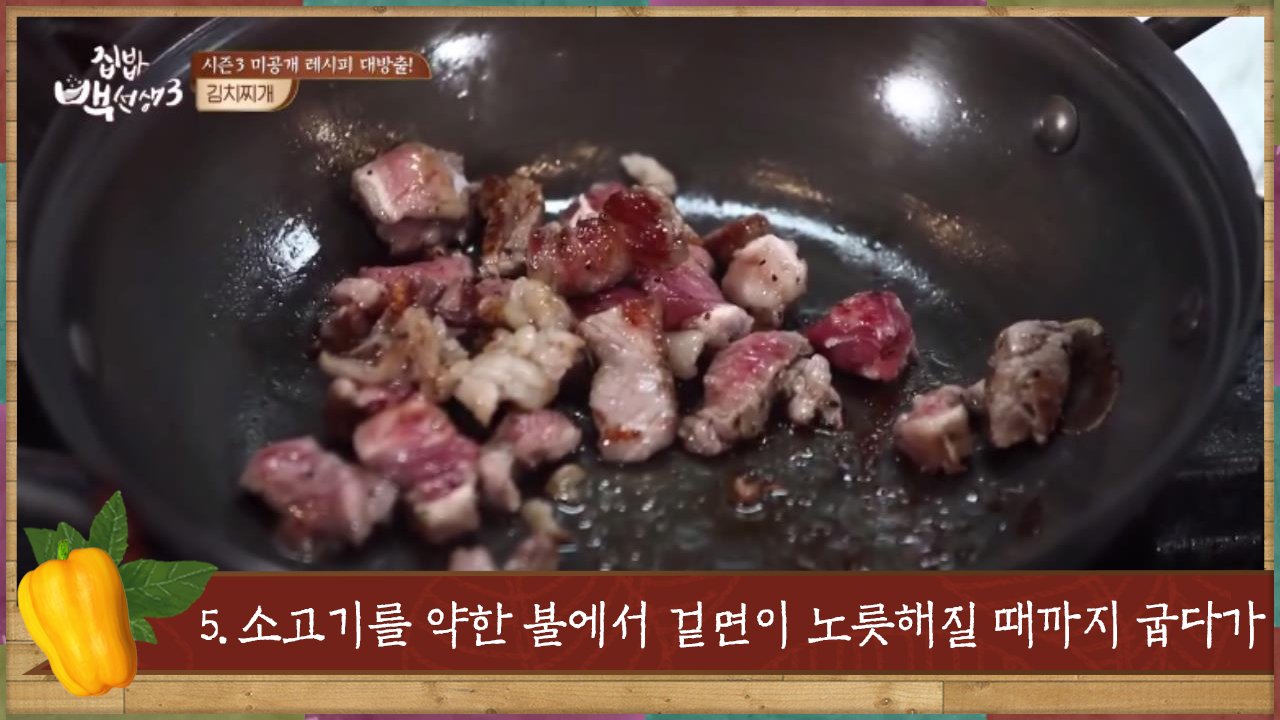 집밥
백선생3
시즌3 미공개 레시피 대방출!
김치찌개
5. 소고기를 약한 불에서 겉면이 노릇해질 때까지 굽다가